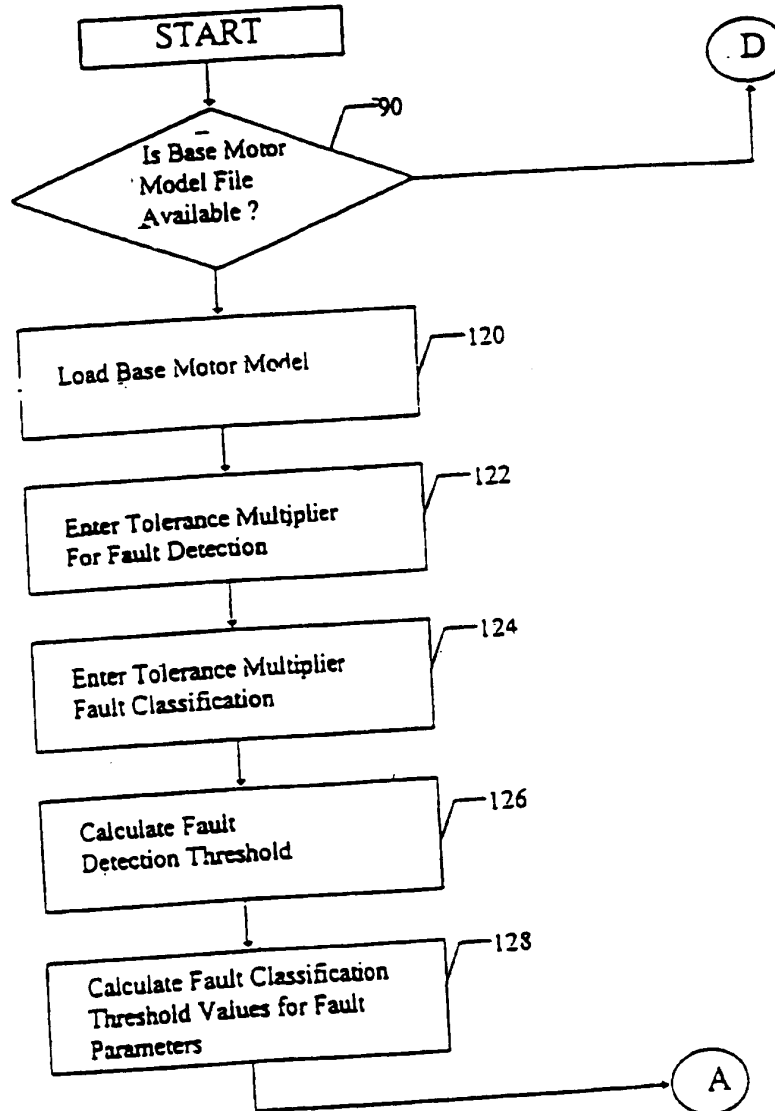 START
D
90
Is Base Motor
Model File
Available ?
120
Load Base Motor Model
122
Enter Tolerance Multiplier
For Fault Detection
124
Enter Tolerance Multiplier
Fault Classification
126
Calculate Fault
Detection Threshold
128
Calculate Fault Classification
Threshold Values for Fault
Parameters
A